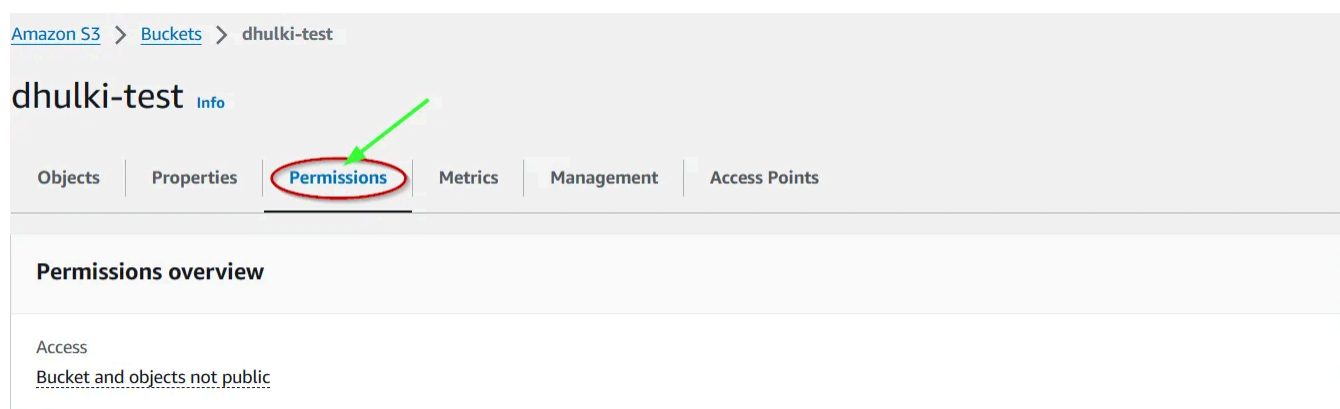 Amazon S3 > Buckets > dhulki-test
dhulki-test Info
Objects Properties Permissions Metrics Management Access Points
Permissions overview
Access
Bucket and objects not public